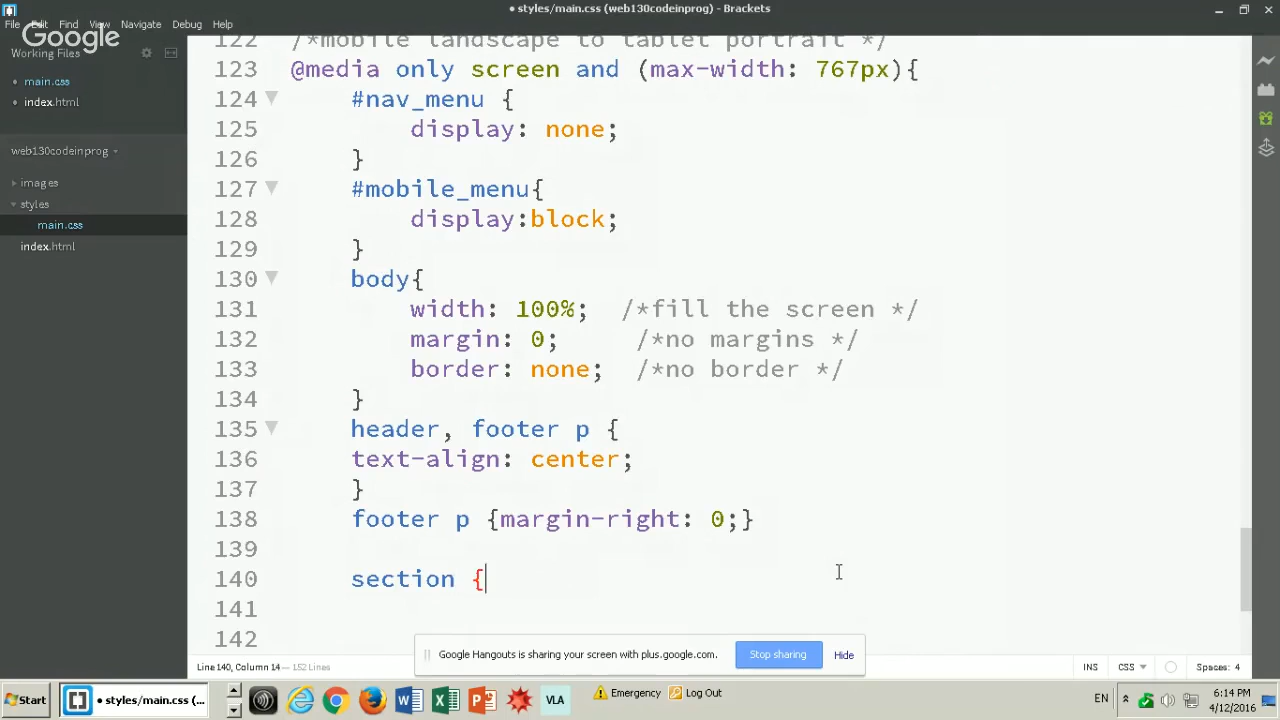 • styles/main.css (web130codeinprog) - Brackets
File Edit Find View Navigate Debug Help
Google
Working Files
• main.css
• index.html
web130codeinprog
images
styles
main.css
index.html
122 /*mobile landscape to tablet portrait */
123 @media only screen and (max-width: 767px){
124 #nav_menu {
125 display: none;
126 }
127 #mobile_menu{
128 display:block;
129 }
130 body{
131 width: 100%; /*fill the screen */
132 margin: 0; /*no margins */
133 border: none; /*no border */
134 }
135 header, footer p {
136 text-align: center;
137 }
138 footer p {margin-right: 0;}
139
140 section {
141
142
Google Hangouts is sharing your screen with plus.google.com. Stop sharing Hide
Line 140, Column 14 — 152 Lines INS CSS Spaces: 4
Start • styles/main.css (... VLA Emergency Log Out EN 6:14 PM
4/12/2016